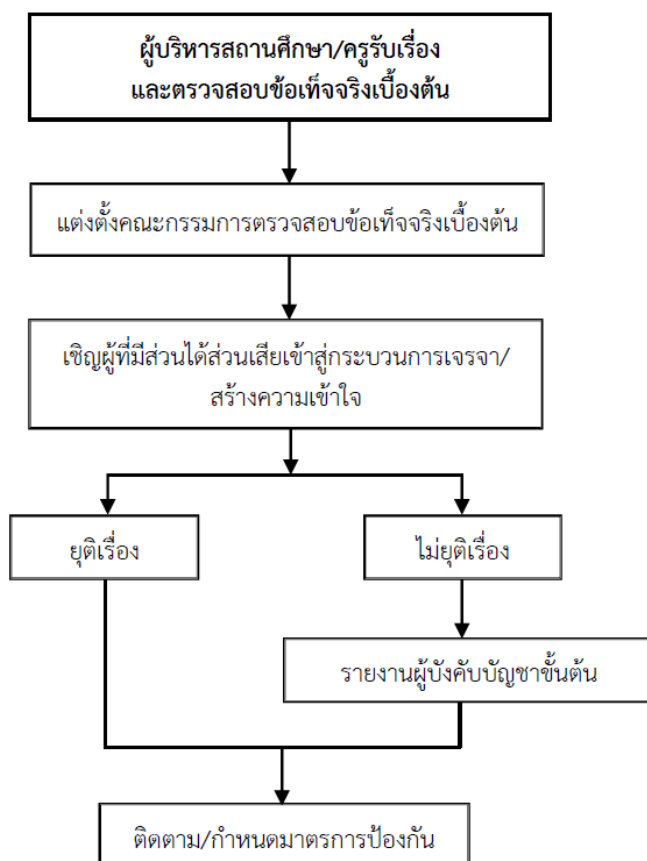 ผู้บริหารสถานศึกษา/ครูรับเรื่อง
และตรวจสอบข้อเท็จจริงเบื้องต้น
แต่งตั้งคณะกรรมการตรวจสอบข้อเท็จจริงเบื้องต้น
เชิญผู้ที่มีส่วนได้ส่วนเสียเข้าสู่กระบวนการเจรจา/
สร้างความเข้าใจ
ยุติเรื่อง
ไม่ยุติเรื่อง
รายงานผู้บังคับบัญชาขั้นต้น
ติดตาม/กำหนดมาตรการป้องกัน